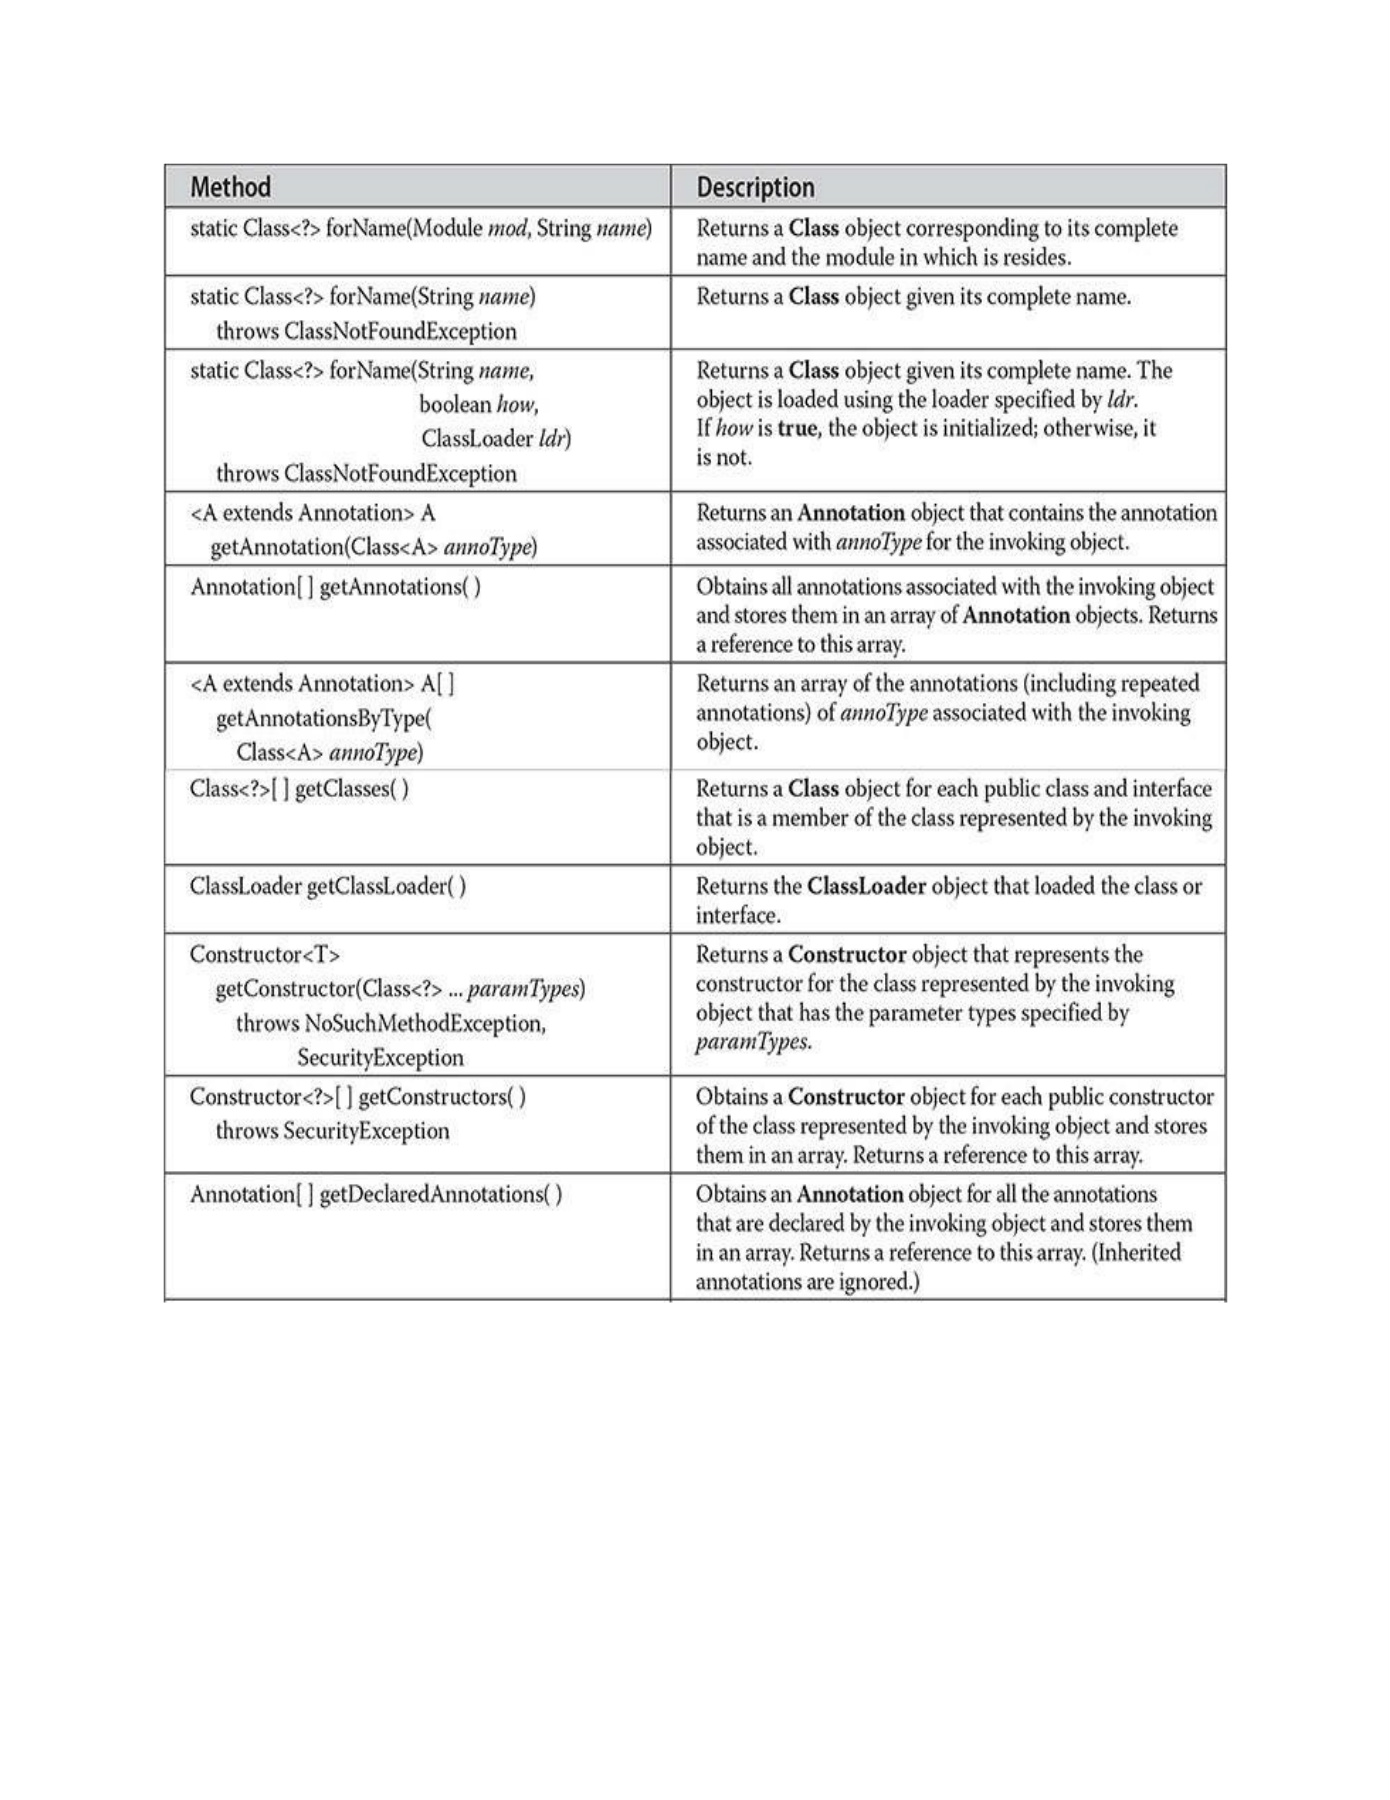 Method
Description
static Class<?> forName(Module mod, String name)
Returns a Class object corresponding to its complete
name and the module in which is resides.
static Class<?> forName(String name)
throws ClassNotFoundException
Returns a Class object given its complete name.
static Class<?> forName(String name,
boolean how,
ClassLoader ldr)
throws ClassNotFoundException
Returns a Class object given its complete name. The
object is loaded using the loader specified by ldr.
If how is true, the object is initialized; otherwise, it
is not.
<A extends Annotation> A
getAnnotation(Class<A> annoType)
Returns an Annotation object that contains the annotation
associated with annoType for the invoking object.
Annotation[ ] getAnnotations( )
Obtains all annotations associated with the invoking object
and stores them in an array of Annotation objects. Returns
a reference to this array.
<A extends Annotation> A[ ]
getAnnotationsByType(
Class<A> annoType)
Returns an array of the annotations (including repeated
annotations) of annoType associated with the invoking
object.
Class<?>[ ] getClasses( )
Returns a Class object for each public class and interface
that is a member of the class represented by the invoking
object.
ClassLoader getClassLoader( )
Returns the ClassLoader object that loaded the class or
interface.
Constructor<T>
getConstructor(Class<?> ... paramTypes)
throws NoSuchMethodException,
SecurityException
Returns a Constructor object that represents the
constructor for the class represented by the invoking
object that has the parameter types specified by
paramTypes.
Constructor<?>[ ] getConstructors( )
throws SecurityException
Obtains a Constructor object for each public constructor
of the class represented by the invoking object and stores
them in an array. Returns a reference to this array.
Annotation[ ] getDeclaredAnnotations( )
Obtains an Annotation object for all the annotations
that are declared by the invoking object and stores them
in an array. Returns a reference to this array. (Inherited
annotations are ignored.)